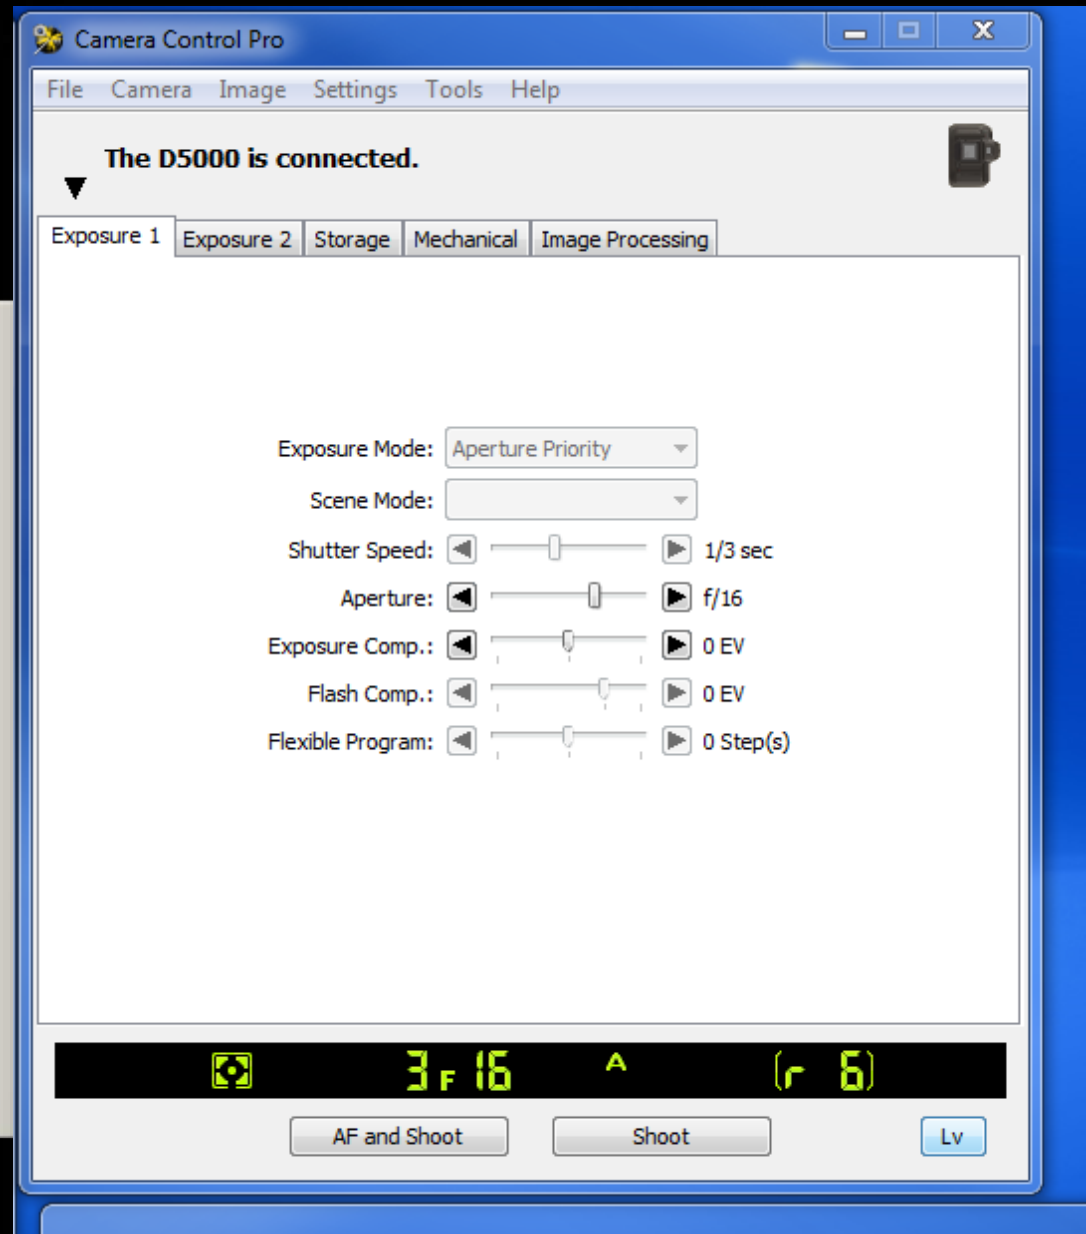 Camera Control Pro
File Camera Image Settings Tools Help
The D5000 is connected.
Exposure 1 Exposure 2 Storage Mechanical Image Processing
Exposure Mode: Aperture Priority
Scene Mode:
Shutter Speed: 1/3 sec
Aperture: f/16
Exposure Comp.: 0 EV
Flash Comp.: 0 EV
Flexible Program: 0 Step(s)
3 F 16 A (r 6)
AF and Shoot Shoot Lv